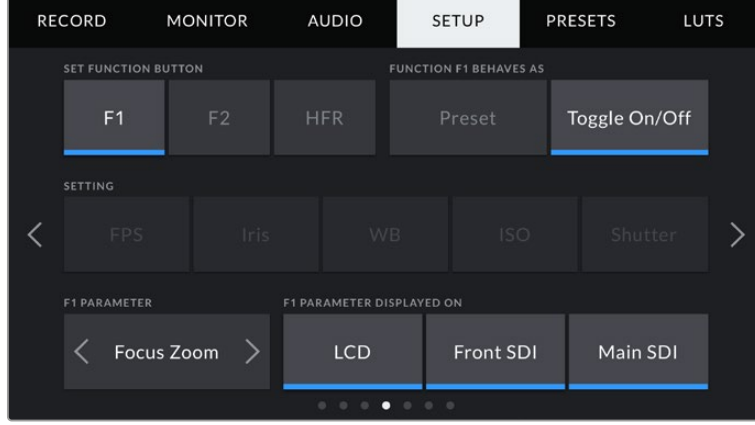 RECORD MONITOR AUDIO SETUP PRESETS LUTS
SET FUNCTION BUTTON FUNCTION F1 BEHAVES AS
F1 F2 HFR Preset Toggle On/Off
SETTING
FPS Iris WB ISO Shutter
F1 PARAMETER F1 PARAMETER DISPLAYED ON
Focus Zoom LCD Front SDI Main SDI